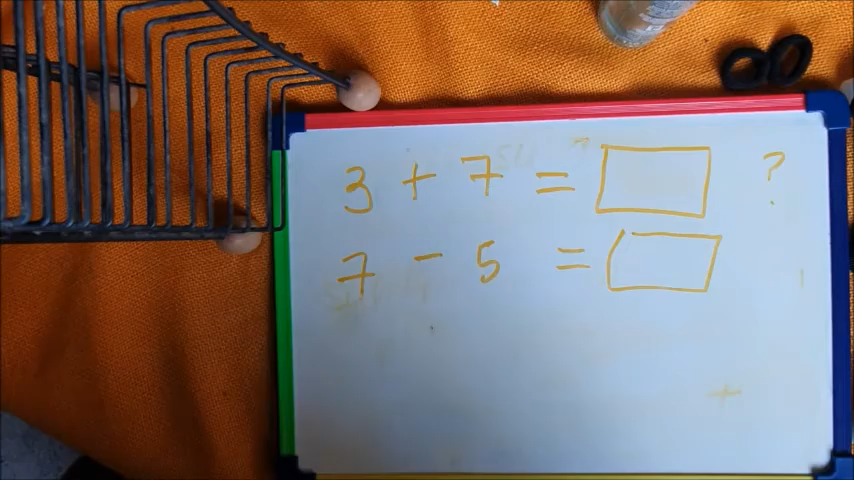 3 + 7 = ?
7 - 5 =